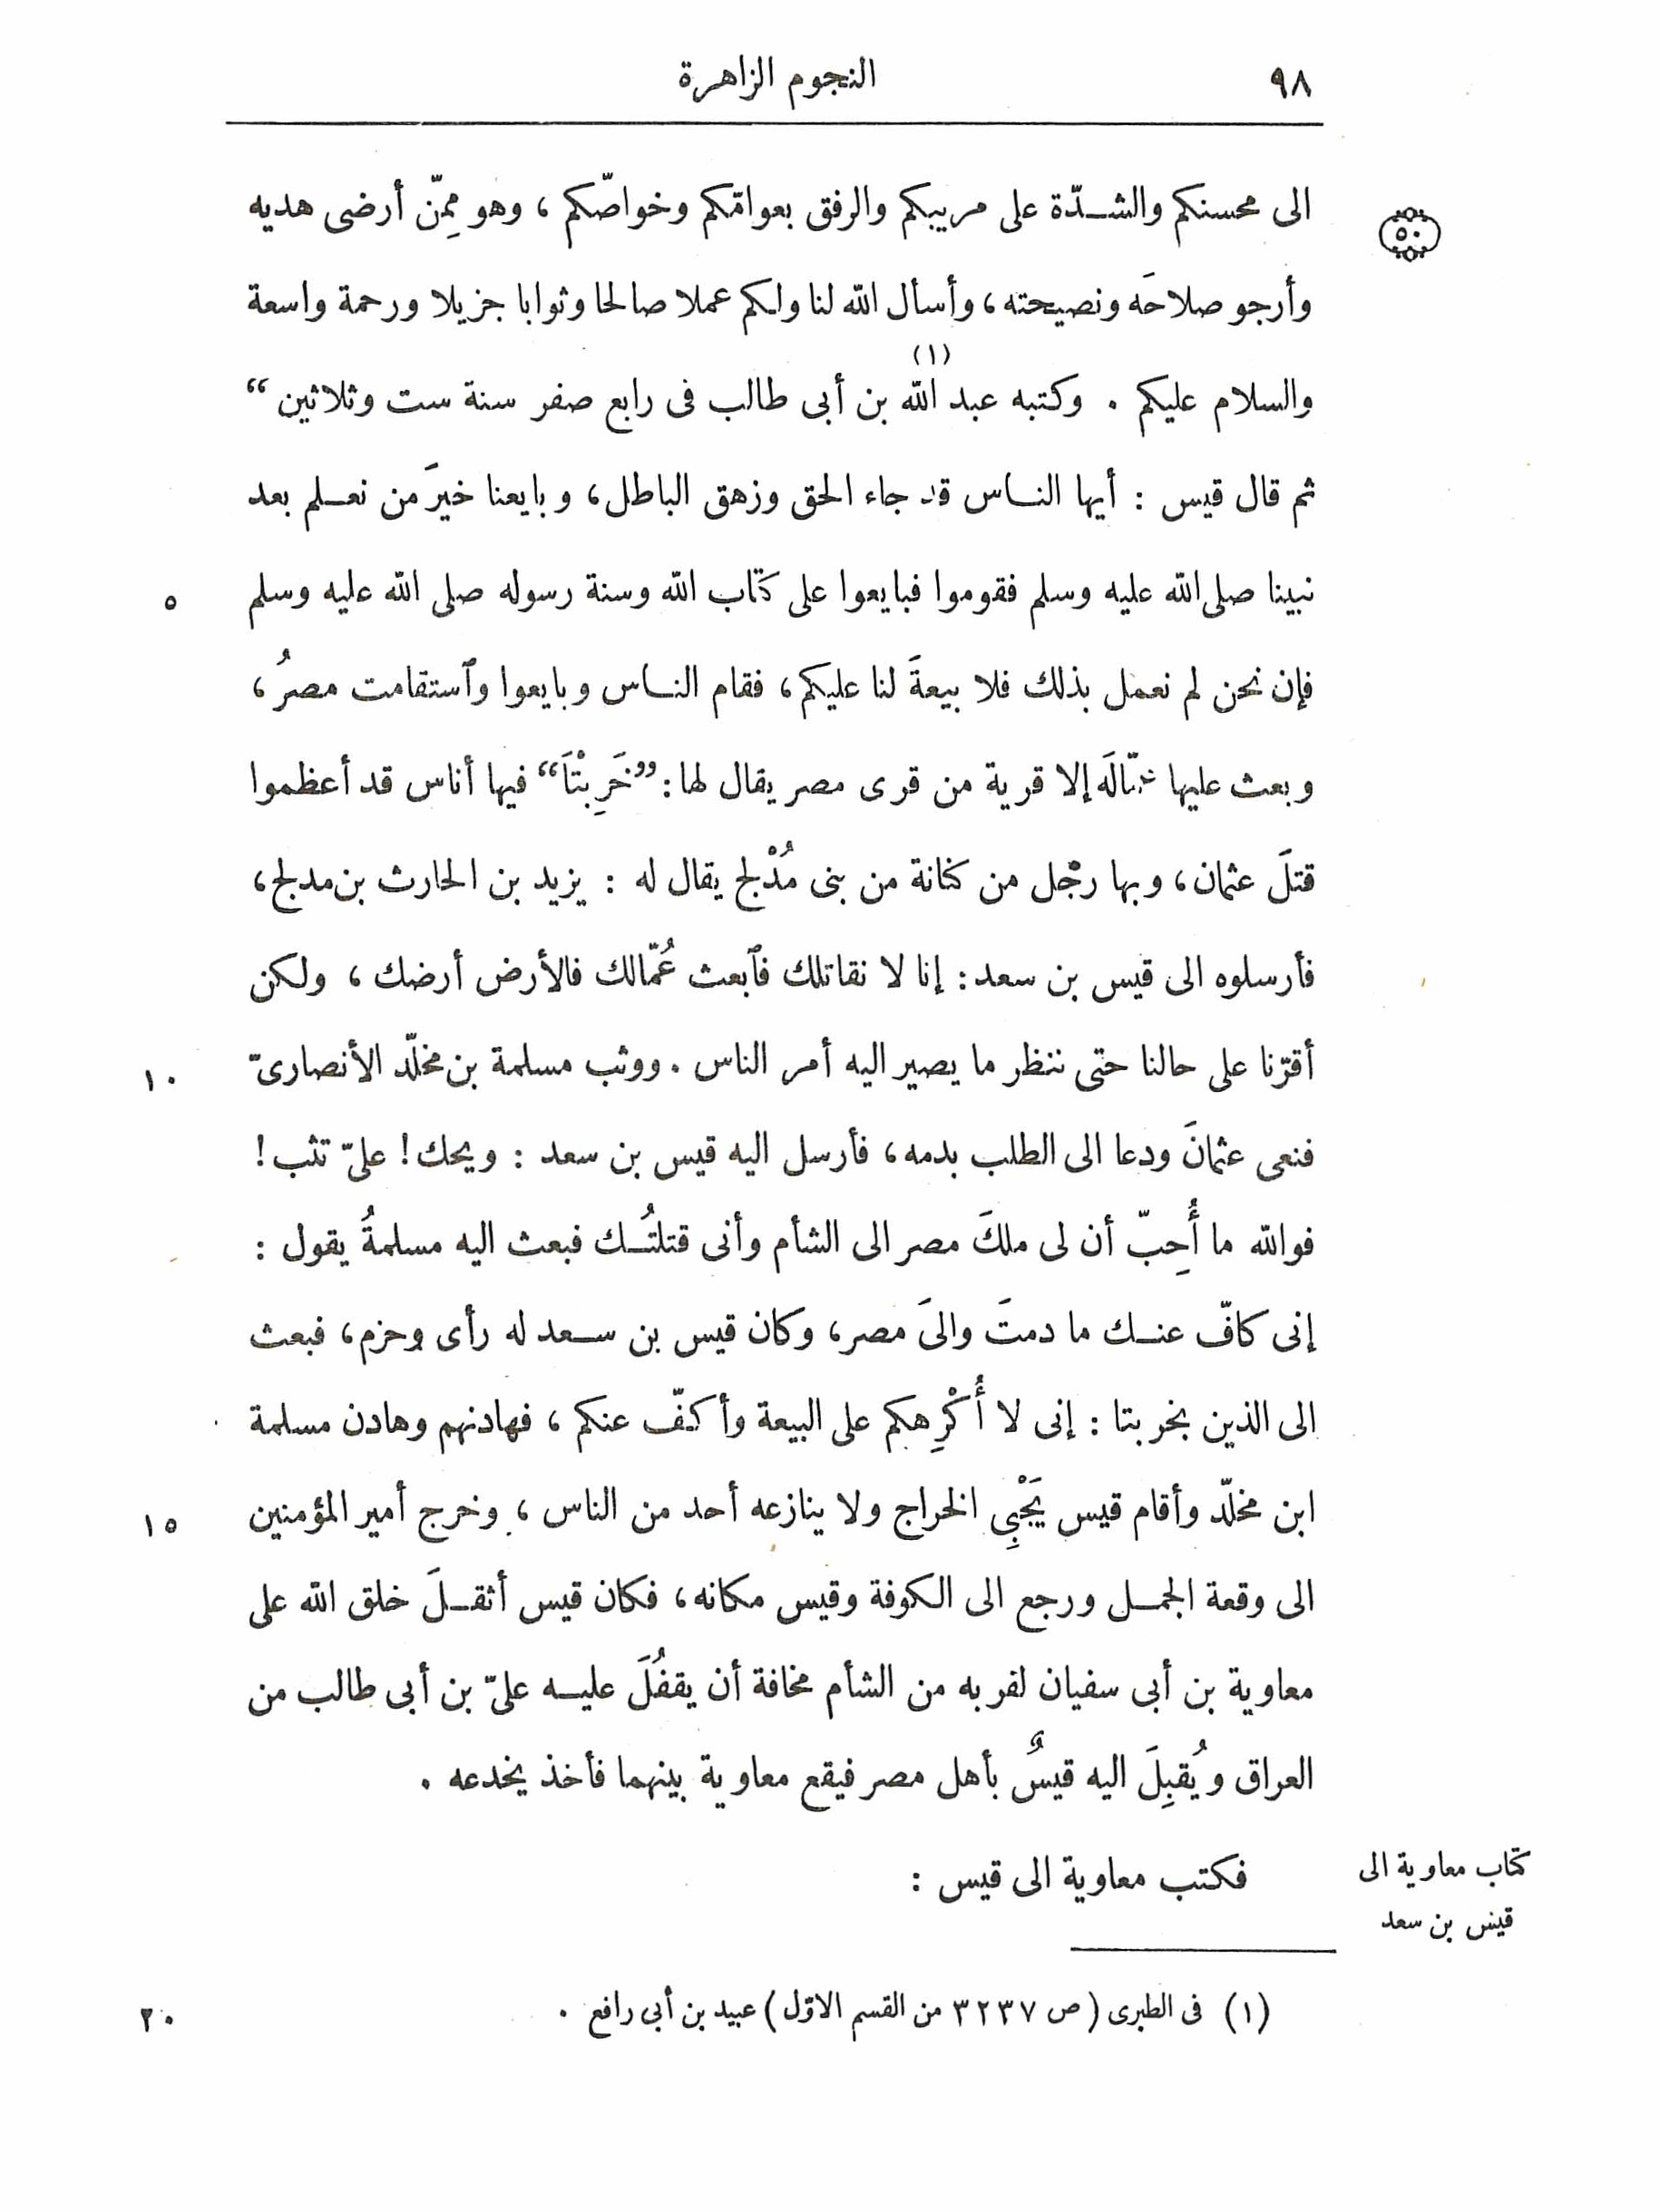 ٩٨
النجوم الزاهرة
الى محسنكم والشدّة على مريبكم والرفق بعوامّكم وخواصّكم ، وهو مِمّن أرضى هديه
٥٠
وأرجو صلاحَه ونصيحته ، وأسأل الله لنا ولكم عملا صالحا وثوابا جزيلا ورحمة واسعة
والسلام عليكم . وكتبه عبد الله (١) بن أبى طالب فى رابع صفر سنة ست وثلاثين “
ثم قال قيس : أيها الناس قد جاء الحق وزهق الباطل ، وبايعنا خيرَ من نعلم بعد
نبينا صلى الله عليه وسلم فقوموا فبايعوا على كتاب الله وسنة رسوله صلى الله عليه وسلم ٥
فإن نحن لم نعمل بذلك فلا بيعةَ لنا عليكم ، فقام الناس وبايعوا وٱستقامت مصرُ ،
وبعث عليها عمّالَه إلا قرية من قرى مصر يقال لها : ”خَرِبْتَا“ فيها أناس قد أعظموا
قتلَ عثمان ، وبها رجل من كنانة من بنى مُدْلج يقال له : يزيد بن الحارث بن مدلج ،
فأرسلوه الى قيس بن سعد : إنا لا نقاتلك فٱبعث عُمّالك فالأرض أرضك ، ولكن
أقرّنا على حالنا حتى ننظر ما يصير اليه أمر الناس . ووثب مسلمة بن مخلّد الأنصارىّ ١٠
فنعى عثمانَ ودعا الى الطلب بدمه ، فأرسل اليه قيس بن سعد : ويحك ! علىّ تثب !
فوالله ما أُحِبّ أن لى ملكَ مصر الى الشأم وأنى قتلتُك فبعث اليه مسلمةُ يقول :
إنى كافّ عنك ما دمتَ والىَ مصر ، وكان قيس بن سعد له رأى وحزم ، فبعث
الى الذين بخربتا : إنى لا أُكْرِهكم على البيعة وأكفّ عنكم ، فهادنهم وهادن مسلمة
ابن مخلّد وأقام قيس يَجْبِى الخراج ولا ينازعه أحد من الناس ، وخرج أمير المؤمنين ١٥
الى وقعة الجمل ورجع الى الكوفة وقيس مكانه ، فكان قيس أثقلَ خلق الله على
معاوية بن أبى سفيان لقربه من الشأم مخافة أن يقفُلَ عليه علىّ بن أبى طالب من
العراق ويُقبِلَ اليه قيسٌ بأهل مصر فيقع معاوية بينهما فأخذ يخدعه .
فكتب معاوية الى قيس :
كتاب معاوية الى
قيس بن سعد
(١) فى الطبرى ( ص ٣٢٣٧ من القسم الاوّل ) عبيد بن أبى رافع . ٢٠